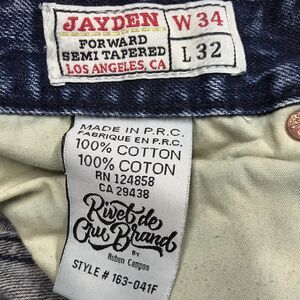 JAYDEN
FORWARD
SEMI TAPERED
LOS ANGELES, CA
W 34
L 32
MADE IN P.R.C.
FABRIQUE EN P.R.C.
100% COTTON
100% COTON
RN 124858
CA 29438
Rivet de
Cru Brand
BY
Ruben Campos
STYLE # 163-041F